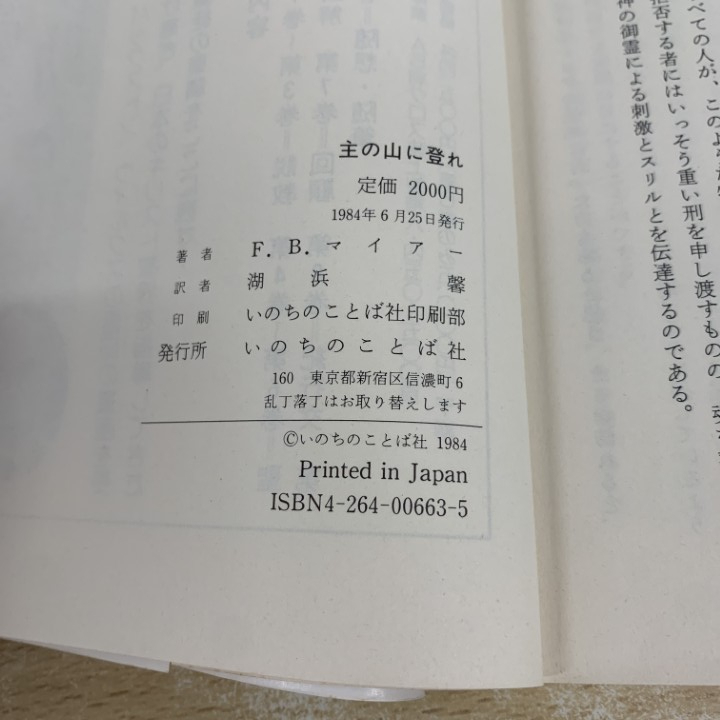 主の山に登れ
定価 2000円
1984年6月25日発行
著者 F.B.マイアー
訳者 湖浜 馨
印刷 いのちのことば社印刷部
発行所 いのちのことば社
160 東京都新宿区信濃町6
乱丁落丁はお取り替えします
©いのちのことば社 1984
Printed in Japan
ISBN4-264-00663-5
べての人が、このよう
拒否する者にはいっそう重い刑を申し渡すものの、
神の御霊による刺激とスリルとを伝達するのである。